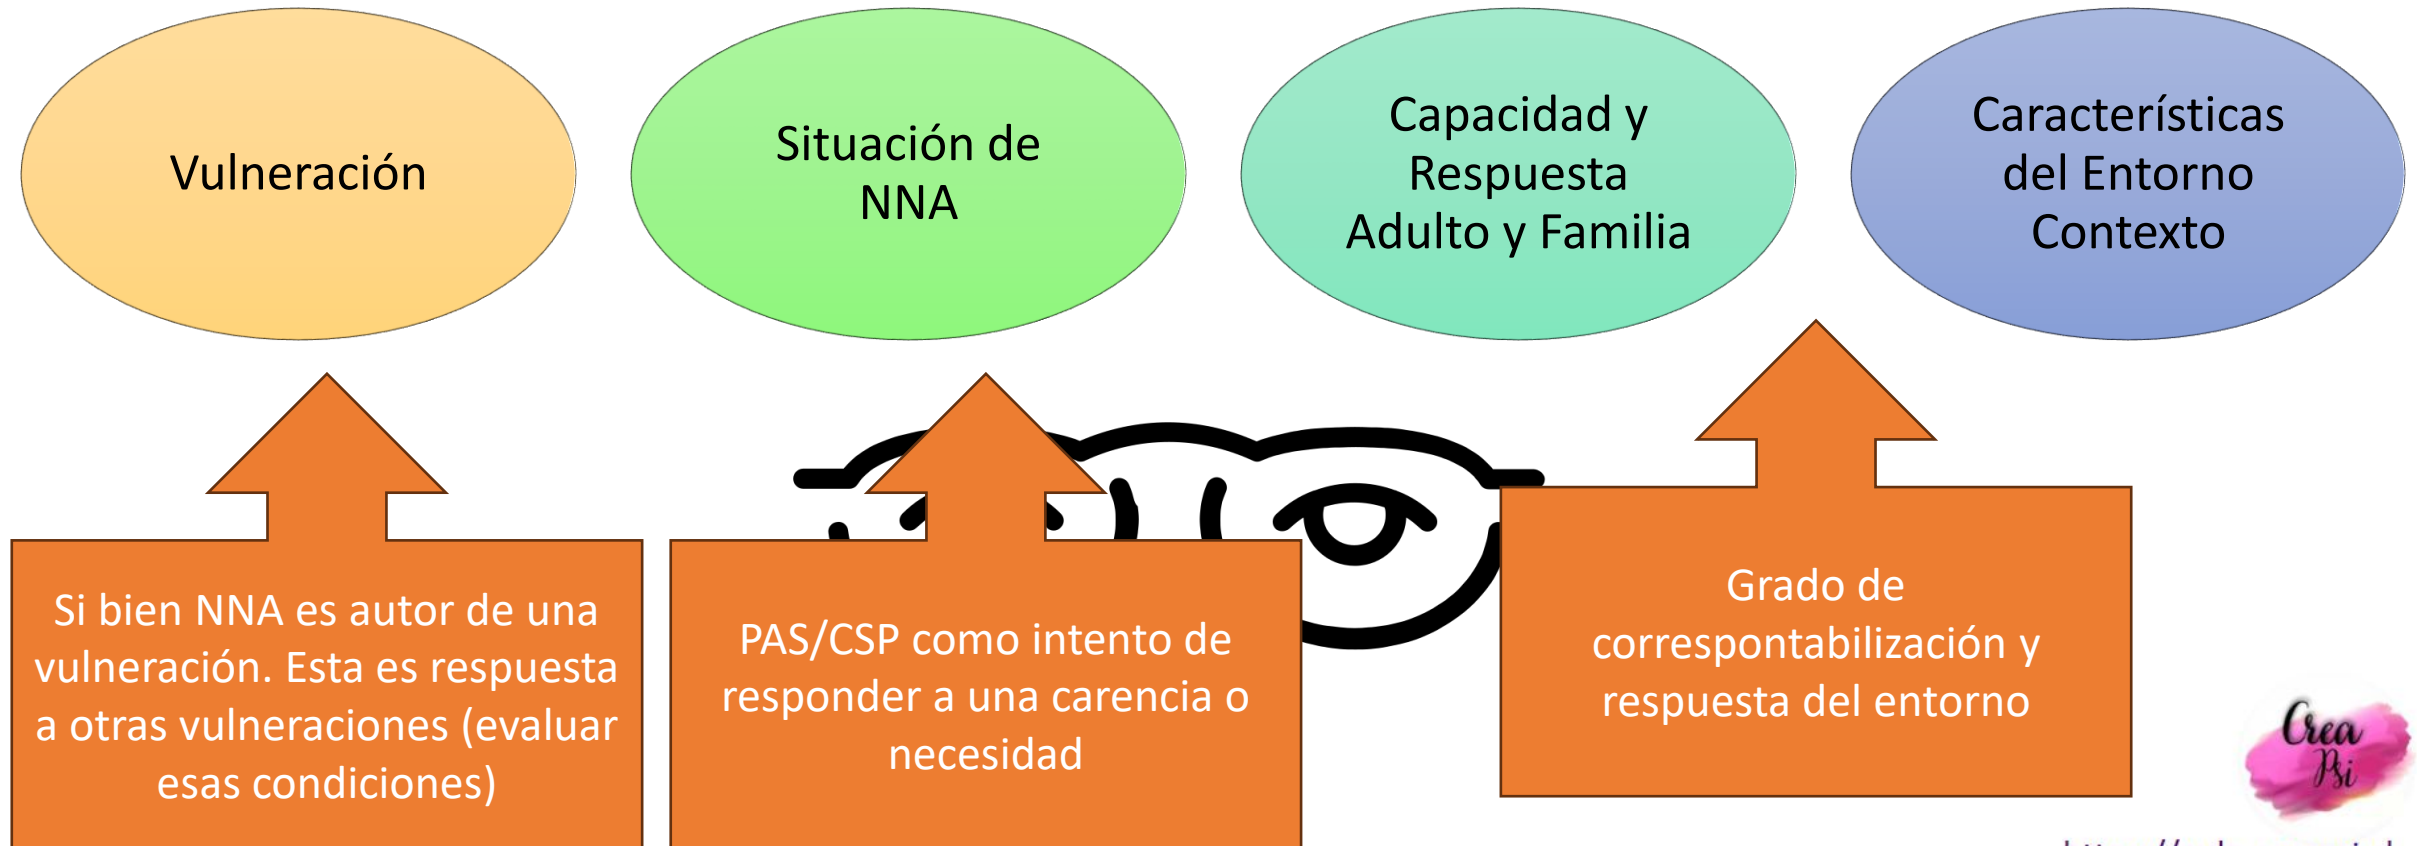 Vulneración
Situación de
NNA
Capacidad y
Respuesta
Adulto y Familia
Características
del Entorno
Contexto
Si bien NNA es autor de una
vulneración. Esta es respuesta
a otras vulneraciones (evaluar
esas condiciones)
PAS/CSP como intento de
responder a una carencia o
necesidad
Grado de
correspontabilización y
respuesta del entorno
Crea
Psi